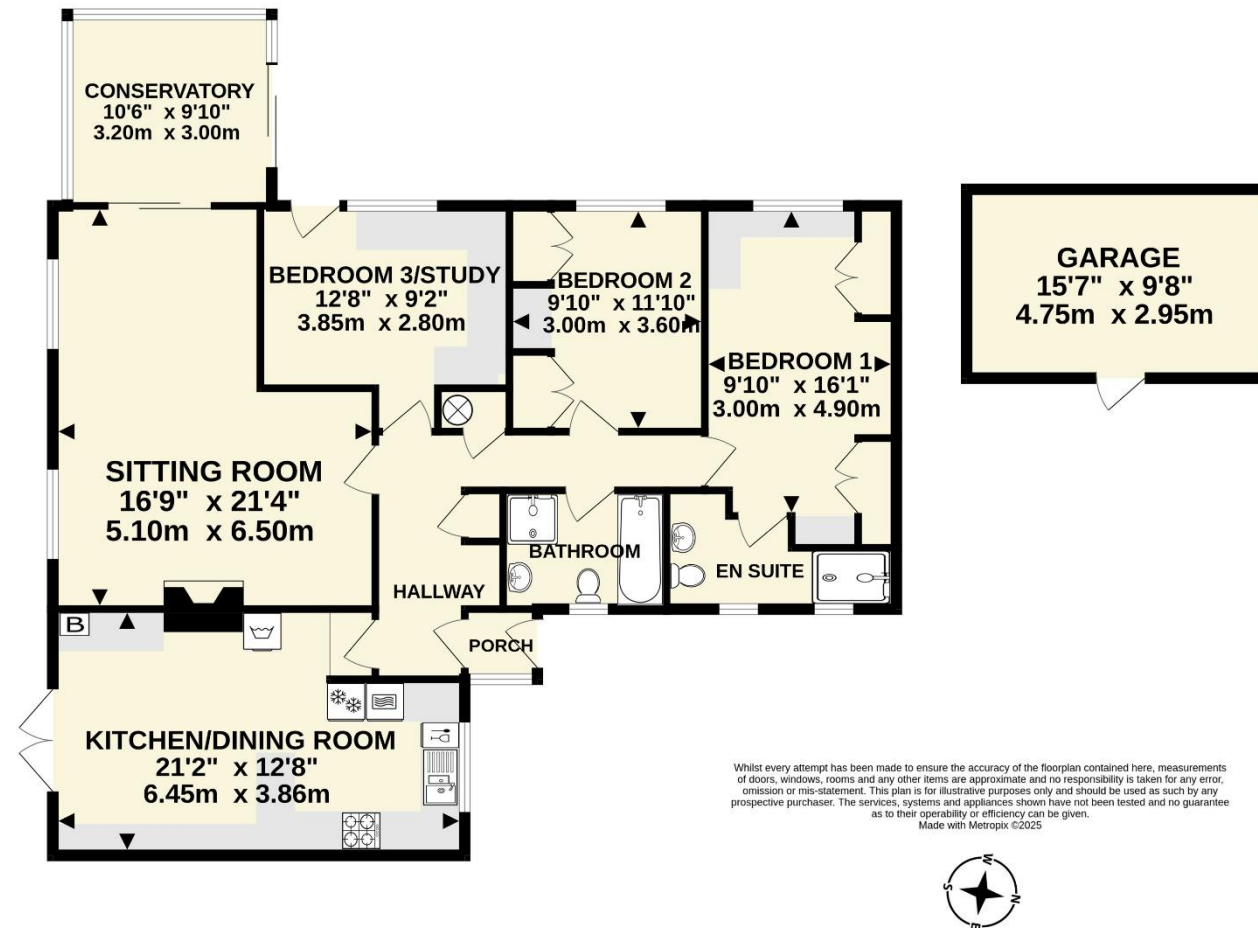 CONSERVATORY
10'6" x 9'10"
3.20m x 3.00m
BEDROOM 3/STUDY
12'8" x 9'2"
3.85m x 2.80m
BEDROOM 2
9'10" x 11'10"
3.00m x 3.60m
BEDROOM 1
9'10" x 16'1"
3.00m x 4.90m
GARAGE
15'7" x 9'8"
4.75m x 2.95m
SITTING ROOM
16'9" x 21'4"
5.10m x 6.50m
BATHROOM
EN SUITE
HALLWAY
PORCH
B
KITCHEN/DINING ROOM
21'2" x 12'8"
6.45m x 3.86m
Whilst every attempt has been made to ensure the accuracy of the floorplan contained here, measurements
of doors, windows, rooms and any other items are approximate and no responsibility is taken for any error,
omission or mis-statement. This plan is for illustrative purposes only and should be used as such by any
prospective purchaser. The services, systems and appliances shown have not been tested and no guarantee
as to their operability or efficiency can be given.
Made with Metropix ©2025
W
S
N
E